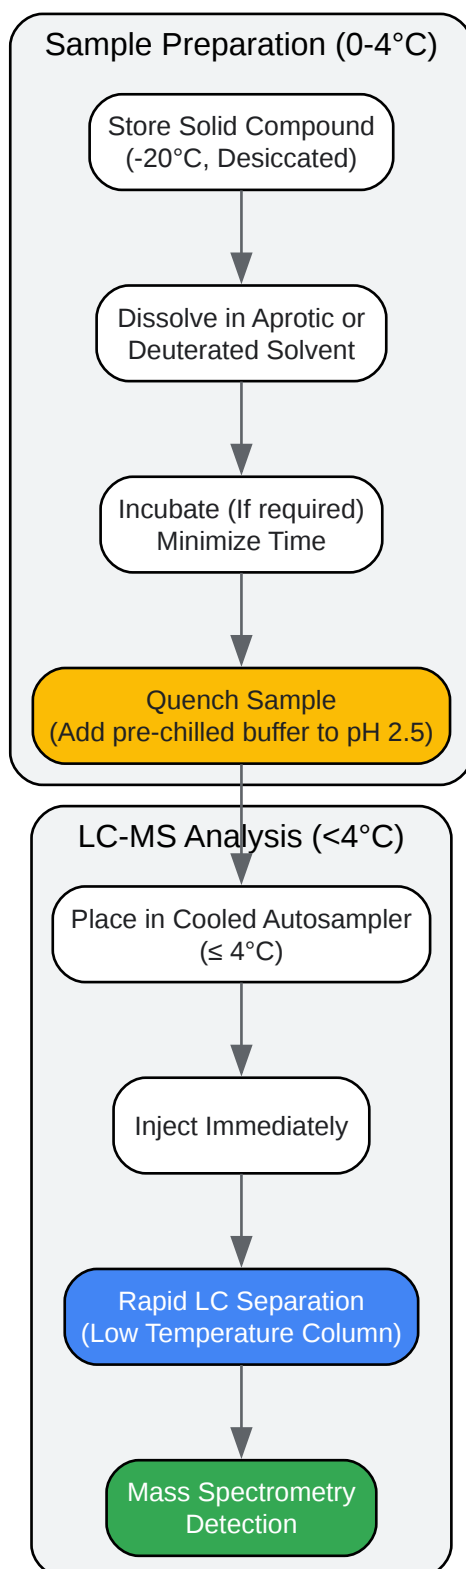 Sample Preparation (0-4°C)
Store Solid Compound
(-20°C, Desiccated)
Dissolve in Aprotic or
Deuterated Solvent
Incubate (If required)
Minimize Time
Quench Sample
(Add pre-chilled buffer to pH 2.5)
LC-MS Analysis (<4°C)
Place in Cooled Autosampler
(≤ 4°C)
Inject Immediately
Rapid LC Separation
(Low Temperature Column)
Mass Spectrometry
Detection